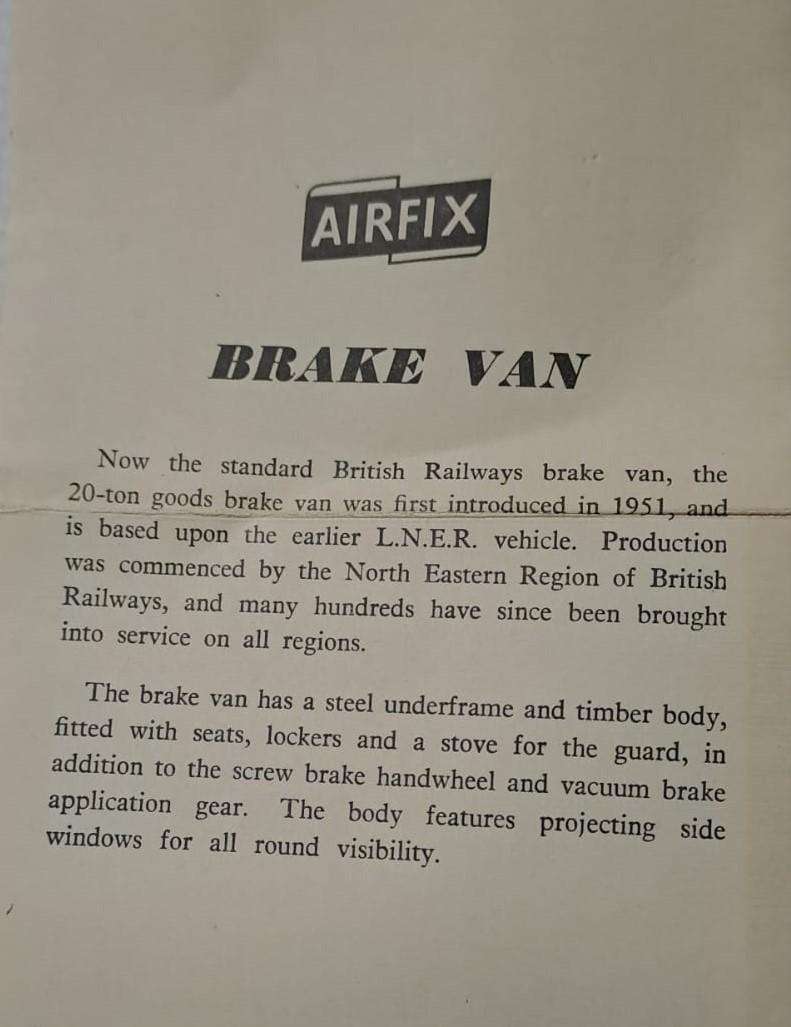 AIRFIX
BRAKE VAN
Now the standard British Railways brake van, the
20-ton goods brake van was first introduced in 1951, and
is based upon the earlier L.N.E.R. vehicle. Production
was commenced by the North Eastern Region of British
Railways, and many hundreds have since been brought
into service on all regions.
The brake van has a steel underframe and timber body,
fitted with seats, lockers and a stove for the guard, in
addition to the screw brake handwheel and vacuum brake
application gear. The body features projecting side
windows for all round visibility.